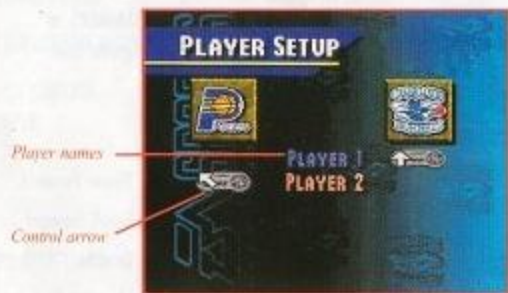 PLAYER SETUP
Player names
PLAYER 1
PLAYER 2
Control arrow